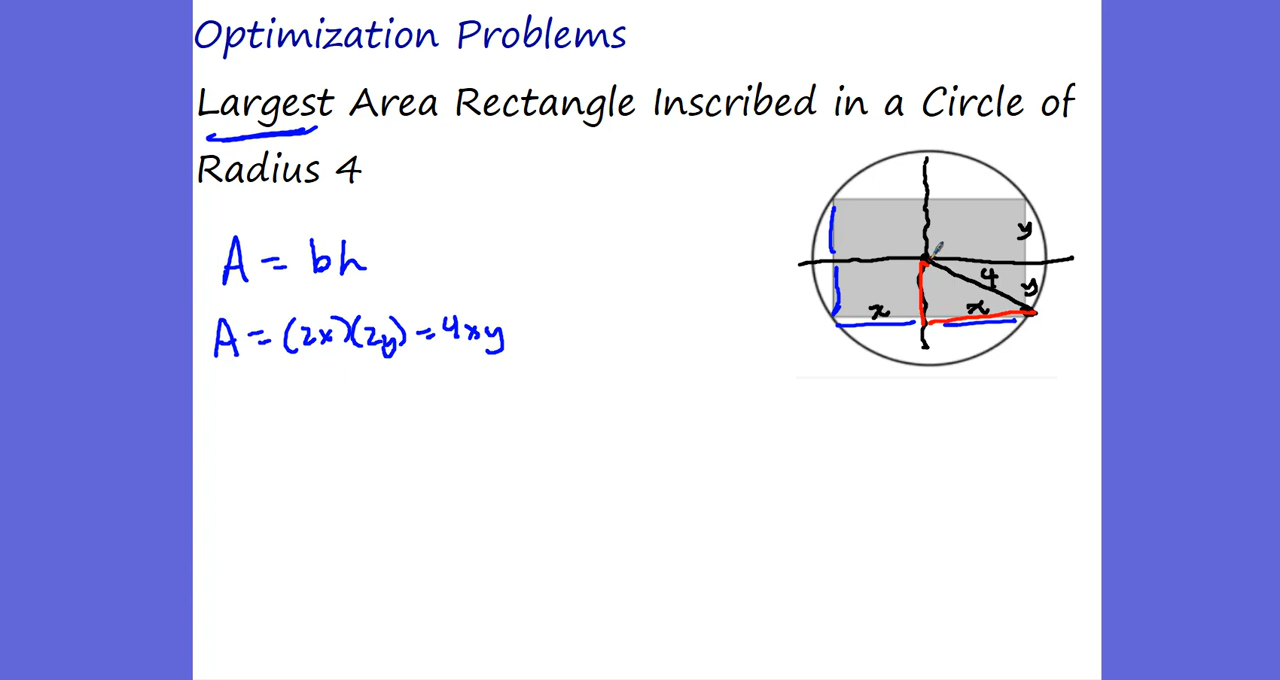 Optimization Problems
Largest Area Rectangle Inscribed in a Circle of
Radius 4
A = bh
A = (2x)(2y) = 4xy
y
4
y
x
x